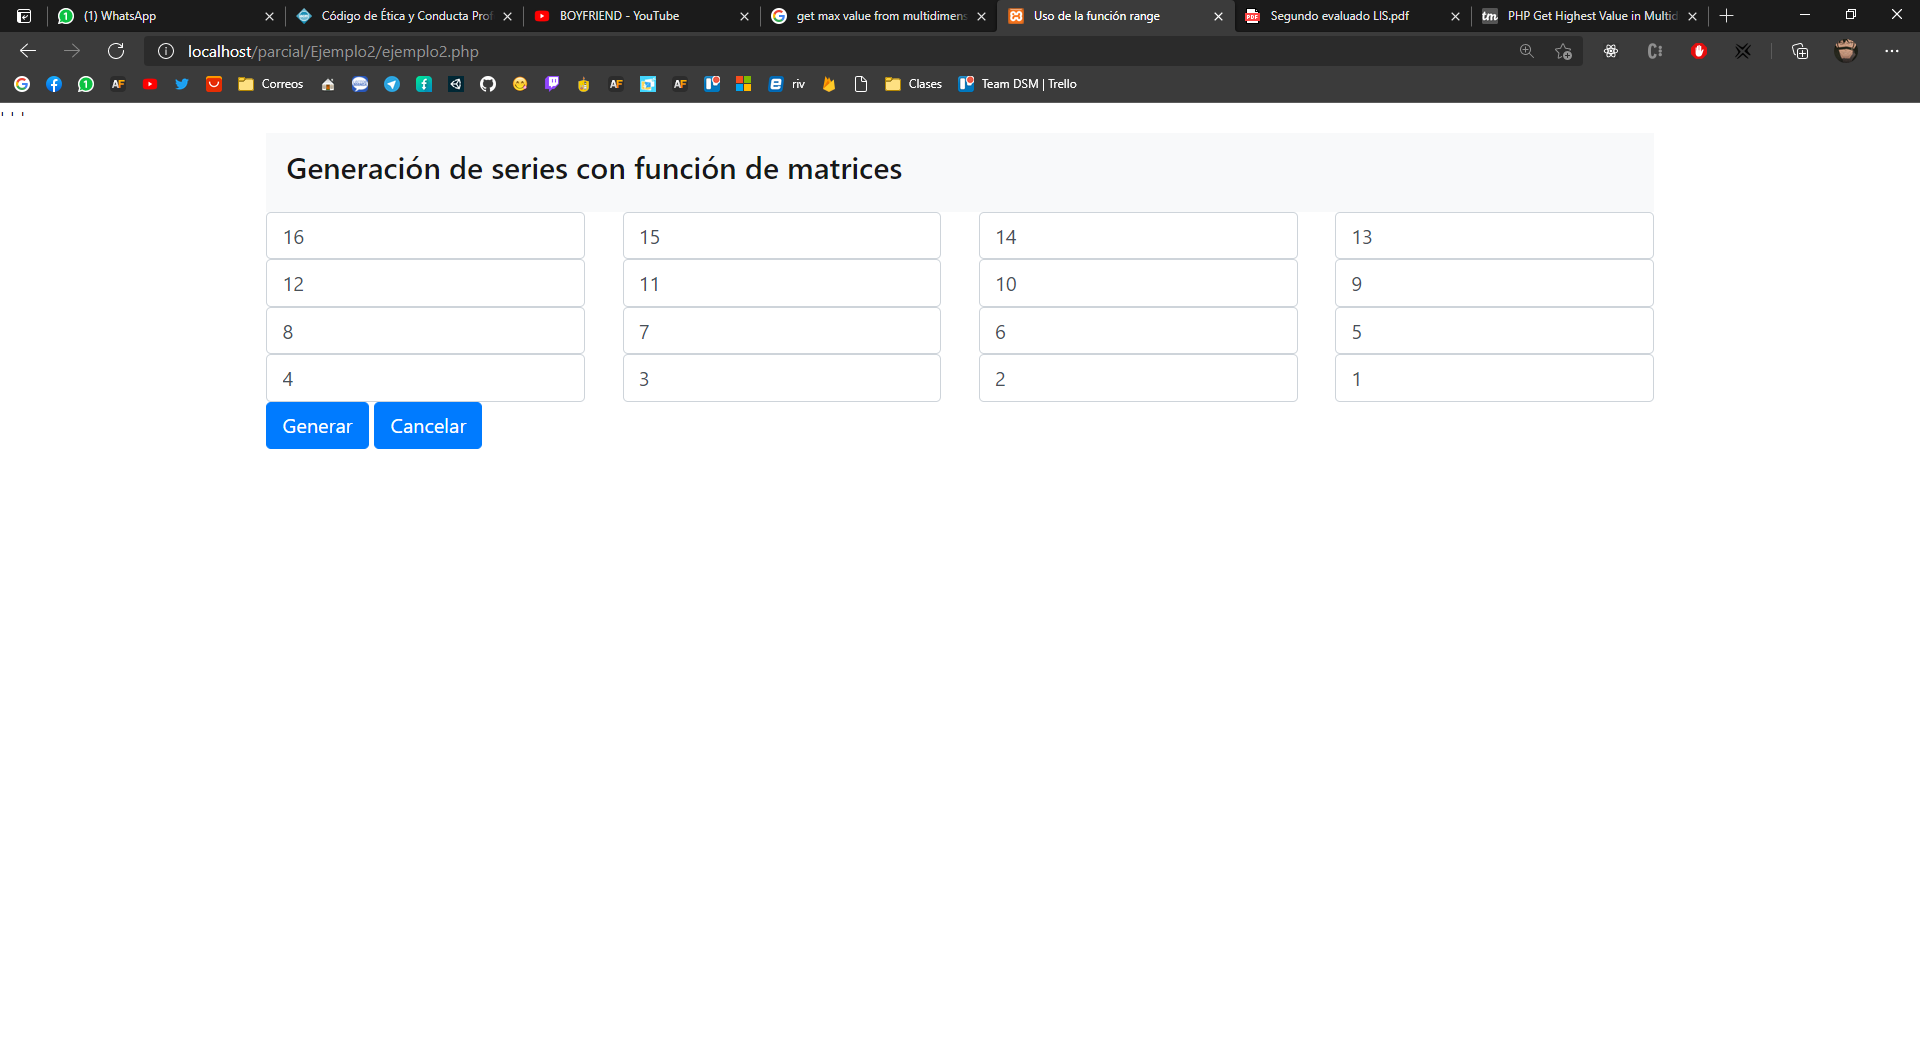 (1) WhatsApp
Código de Ética y Conducta Prof
BOYFRIEND - YouTube
get max value from multidimens
Uso de la función range
Segundo evaluado LIS.pdf
PHP Get Highest Value in Multid
localhost/parcial/Ejemplo2/ejemplo2.php
Correos
riv
Clases
Team DSM | Trello
Generación de series con función de matrices
16 15 14 13
12 11 10 9
8 7 6 5
4 3 2 1
Generar Cancelar